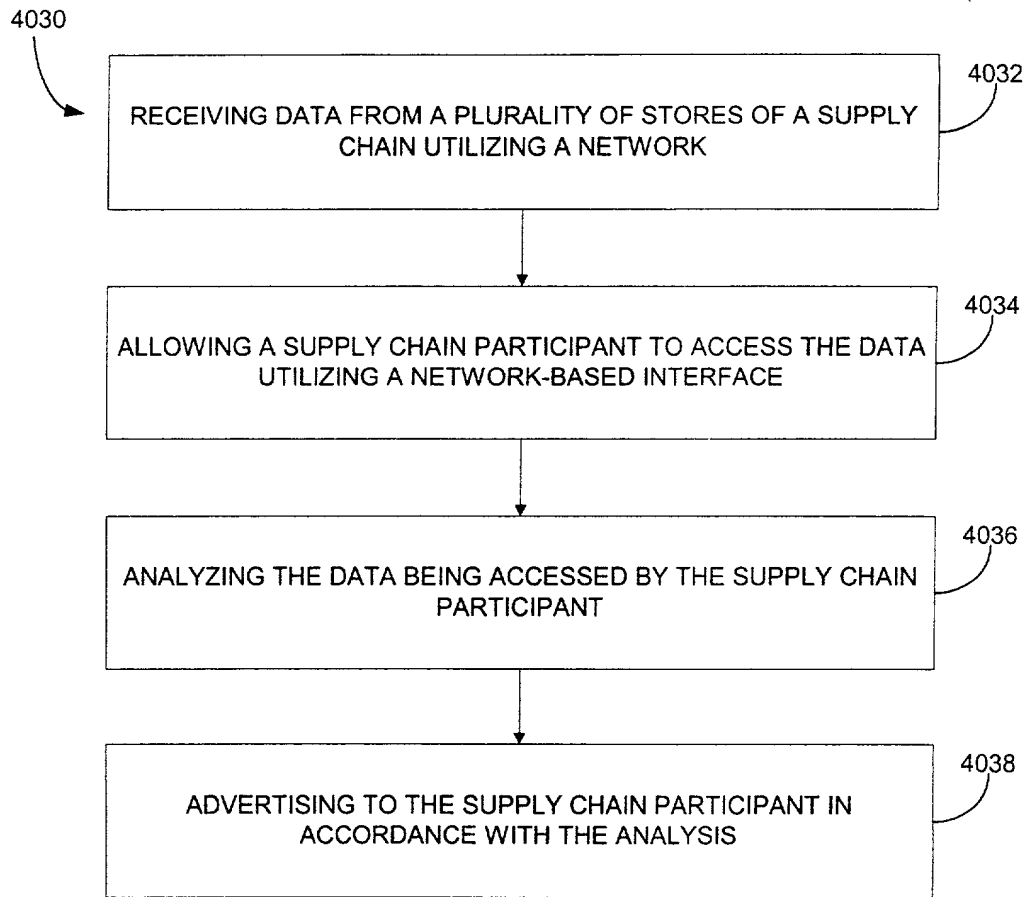 4030
4032
RECEIVING DATA FROM A PLURALITY OF STORES OF A SUPPLY
CHAIN UTILIZING A NETWORK
4034
ALLOWING A SUPPLY CHAIN PARTICIPANT TO ACCESS THE DATA
UTILIZING A NETWORK-BASED INTERFACE
4036
ANALYZING THE DATA BEING ACCESSED BY THE SUPPLY CHAIN
PARTICIPANT
4038
ADVERTISING TO THE SUPPLY CHAIN PARTICIPANT IN
ACCORDANCE WITH THE ANALYSIS